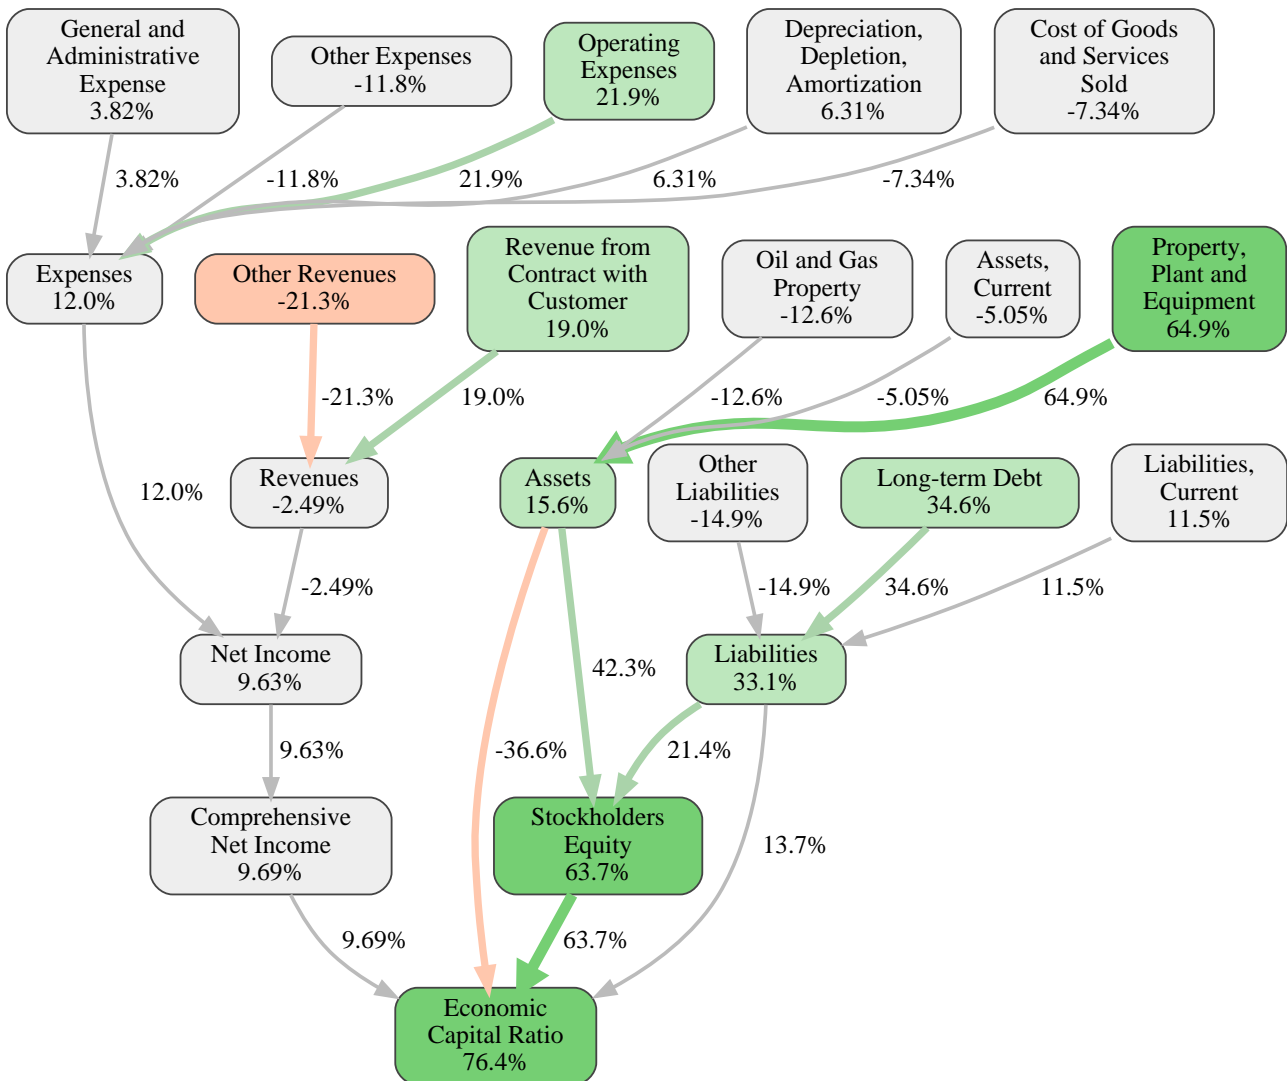 General and
Administrative
Expense
3.82%
Other Expenses
-11.8%
Operating
Expenses
21.9%
Depreciation,
Depletion,
Amortization
6.31%
Cost of Goods
and Services
Sold
-7.34%
3.82%
-11.8%
21.9%
6.31%
-7.34%
Expenses
12.0%
Other Revenues
-21.3%
Revenue from
Contract with
Customer
19.0%
Oil and Gas
Property
-12.6%
Assets,
Current
-5.05%
Property,
Plant and
Equipment
64.9%
-21.3%
19.0%
-12.6%
-5.05%
64.9%
12.0%
Revenues
-2.49%
Assets
15.6%
Other
Liabilities
-14.9%
Long-term Debt
34.6%
Liabilities,
Current
11.5%
-2.49%
-14.9%
34.6%
11.5%
Net Income
9.63%
42.3%
Liabilities
33.1%
9.63%
-36.6%
21.4%
Comprehensive
Net Income
9.69%
Stockholders
Equity
63.7%
13.7%
9.69%
63.7%
Economic
Capital Ratio
76.4%